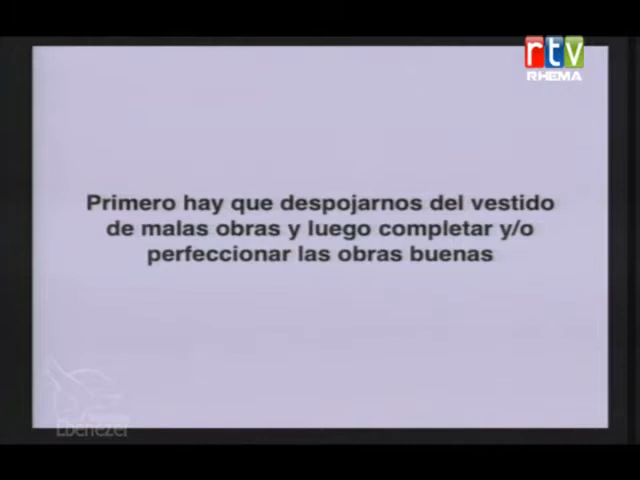 rtv
RHEMA
Primero hay que despojarnos del vestido
de malas obras y luego completar y/o
perfeccionar las obras buenas
Ebenezer